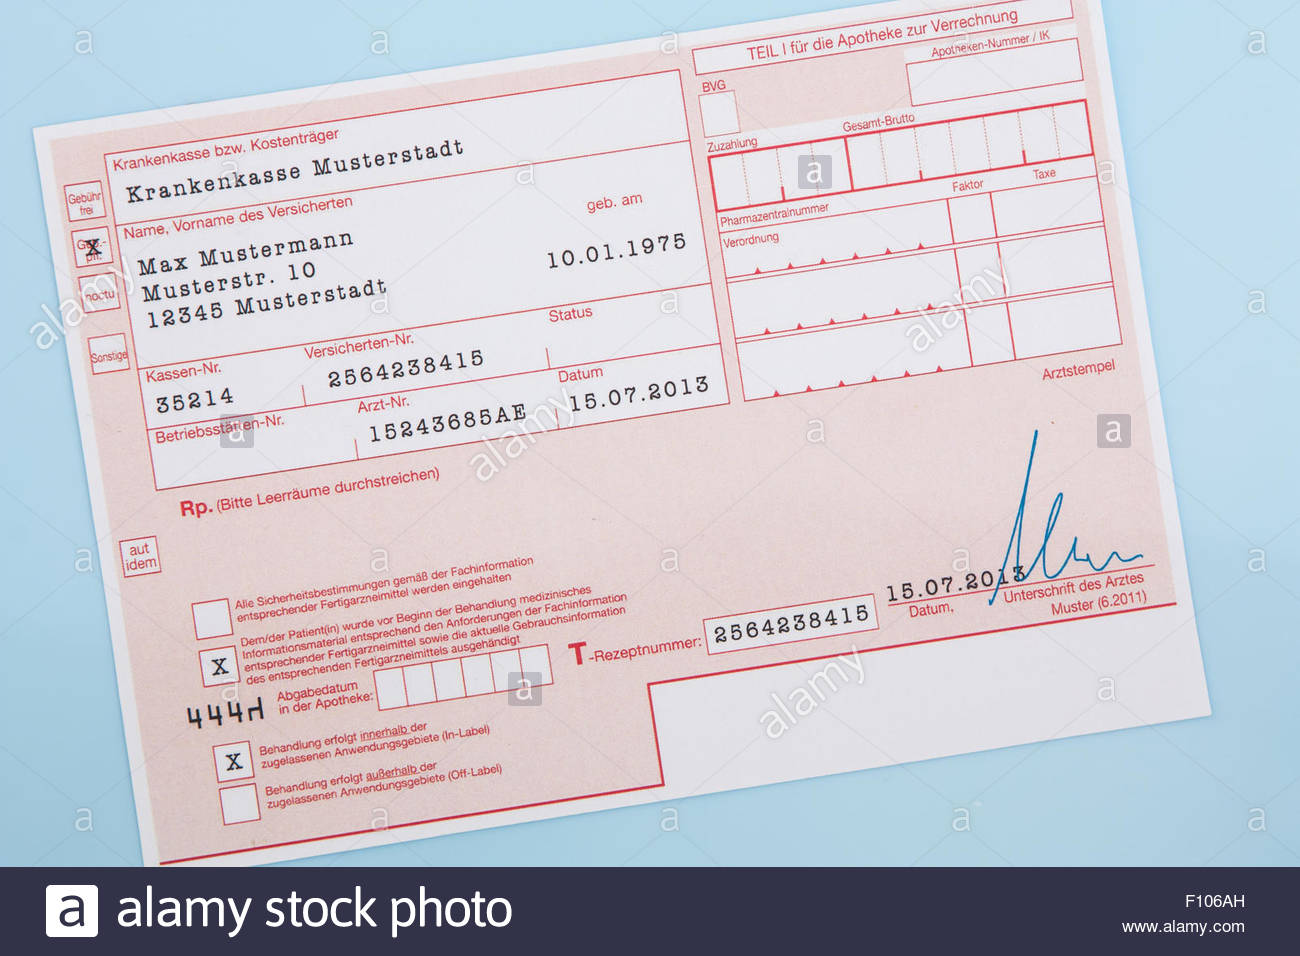 TEIL I für die Apotheke zur Verrechnung
Krankenkasse bzw. Kostenträger
Krankenkasse Musterstadt
BVG
Apotheken-Nummer / IK
Gebühr
frei
Geb.-
pfl.
X
noctu
Sonstige
Name, Vorname des Versicherten
geb. am
Max Mustermann
Musterstr. 10
12345 Musterstadt
10.01.1975
Zuzahlung
Gesamt-Brutto
Pharmazentralnummer
Faktor
Taxe
Verordnung
Kassen-Nr.
Versicherten-Nr.
Status
35214
2564238415
Betriebsstätten-Nr.
Arzt-Nr.
Datum
15243685AE
15.07.2013
Arztstempel
Rp. (Bitte Leerräume durchstreichen)
aut
idem
Alle Sicherheitsbestimmungen gemäß der Fachinformation
entsprechender Fertigarzneimittel werden eingehalten
X
Dem/der Patient(in) wurde vor Beginn der Behandlung medizinisches
Informationsmaterial entsprechend den Anforderungen der Fachinformation
entsprechender Fertigarzneimittel sowie die aktuelle Gebrauchsinformation
des entsprechenden Fertigarzneimittels ausgehändigt
Abgabedatum
in der Apotheke:
T-Rezeptnummer:
2564238415
15.07.2013
Datum,
Unterschrift des Arztes
Muster (6.2011)
X
Behandlung erfolgt innerhalb der
zugelassenen Anwendungsgebiete (In-Label)
Behandlung erfolgt außerhalb der
zugelassenen Anwendungsgebiete (Off-Label)
alamy
alamy
alamy
alamy
a alamy stock photo
F106AH
www.alamy.com